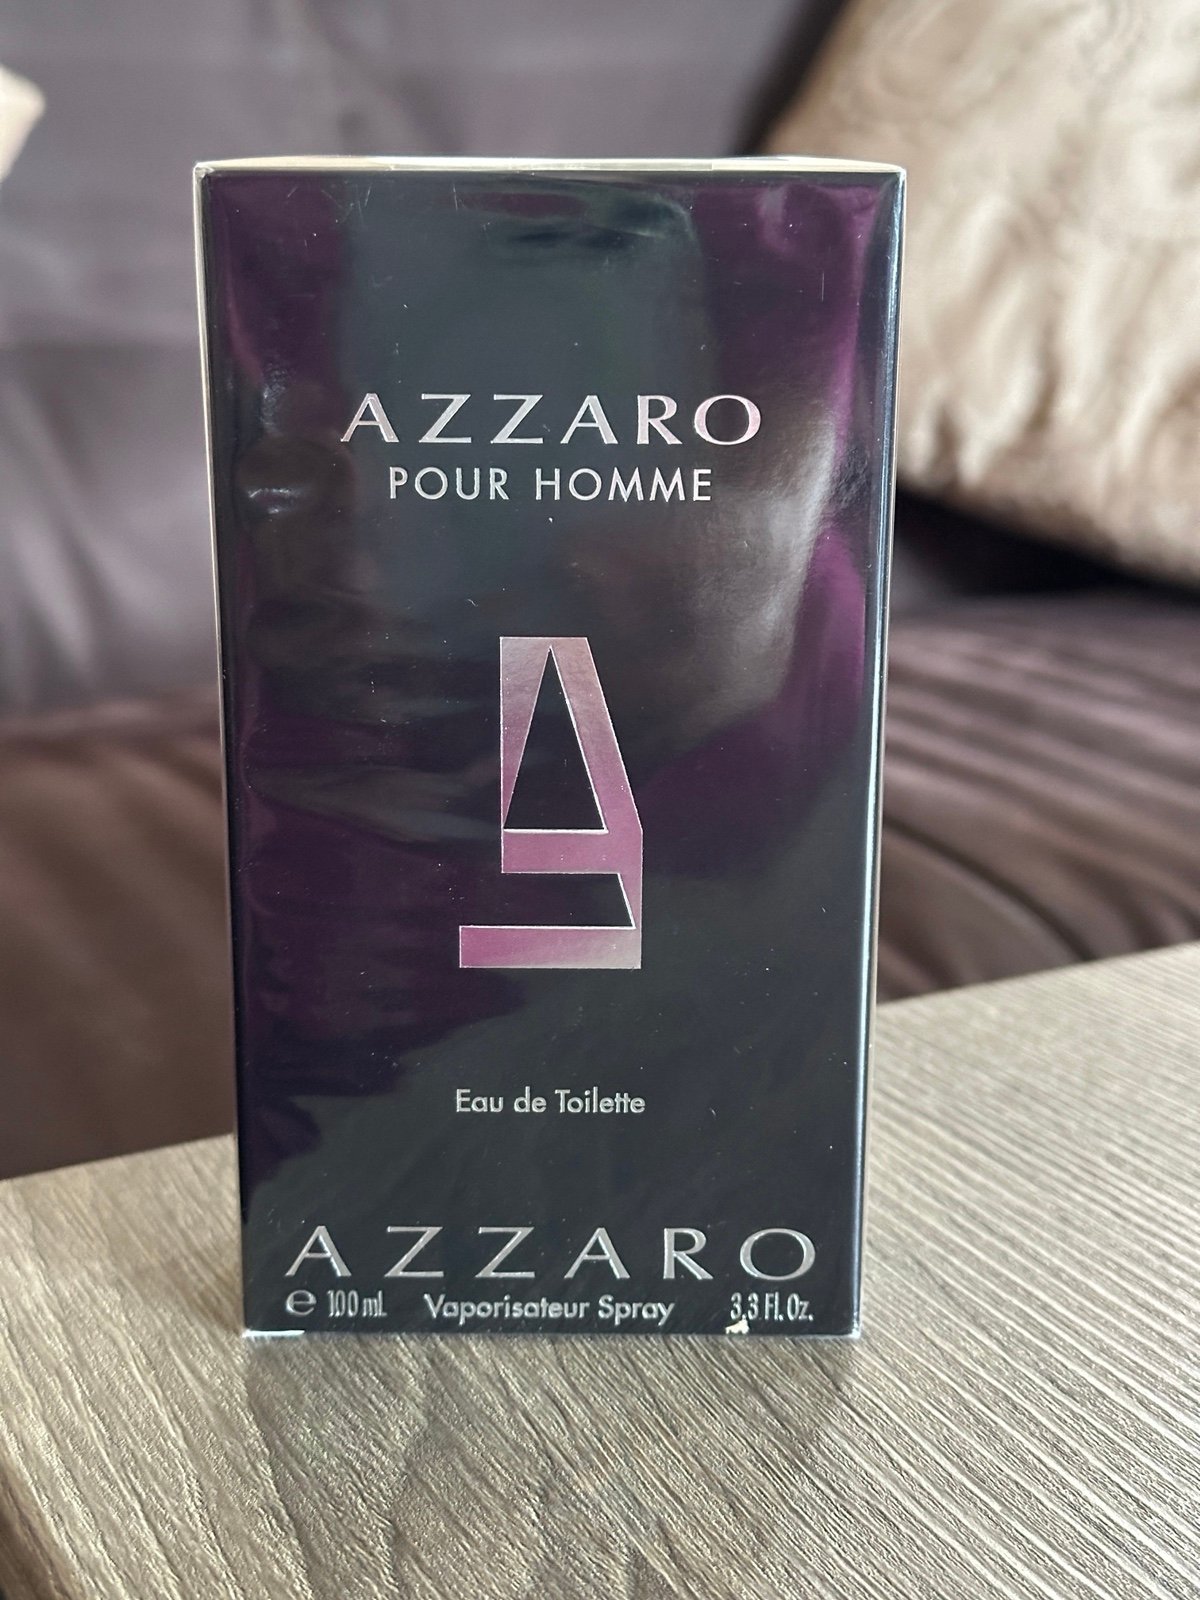 AZZARO
POUR HOMME
Eau de Toilette
AZZARO
℮ 100 ml. Vaporisateur Spray 3.3 Fl. Oz.